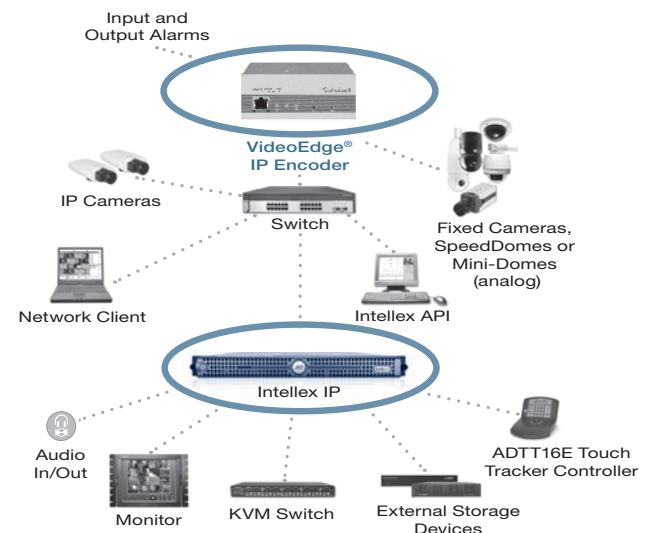 Input and
Output Alarms
VideoEdge®
IP Encoder
IP Cameras
Switch
Fixed Cameras,
SpeedDomes or
Mini-Domes
(analog)
Network Client
Intellex API
Intellex IP
Audio
In/Out
ADTT16E Touch
Tracker Controller
Monitor
KVM Switch
External Storage
Devices